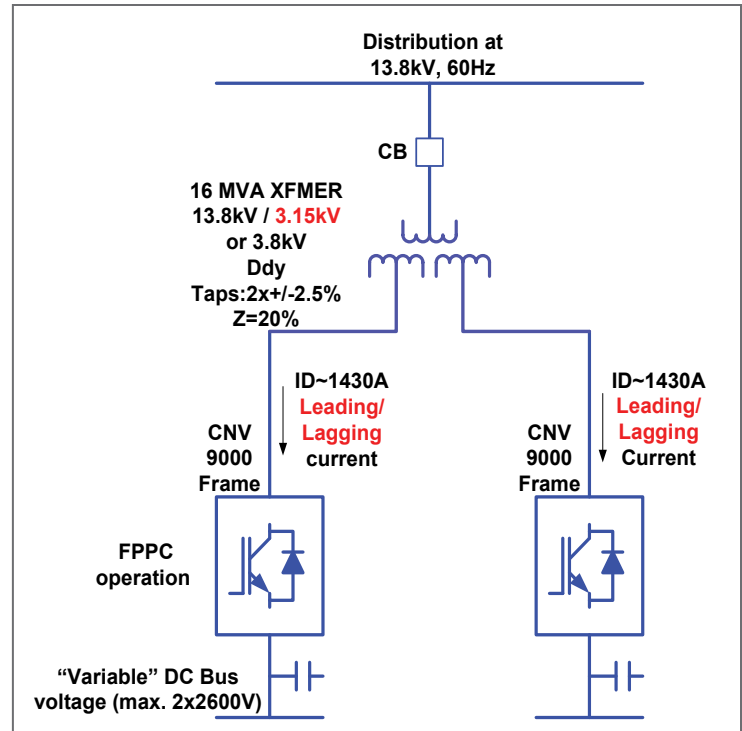 Distribution at
13.8kV, 60Hz
CB
16 MVA XFMER
13.8kV / 3.15kV
or 3.8kV
Ddy
Taps:2x+/-2.5%
Z=20%
ID~1430A
Leading/
Lagging
current
CNV
9000
Frame
ID~1430A
Leading/
Lagging
Current
CNV
9000
Frame
FPPC
operation
“Variable” DC Bus
voltage (max. 2x2600V)